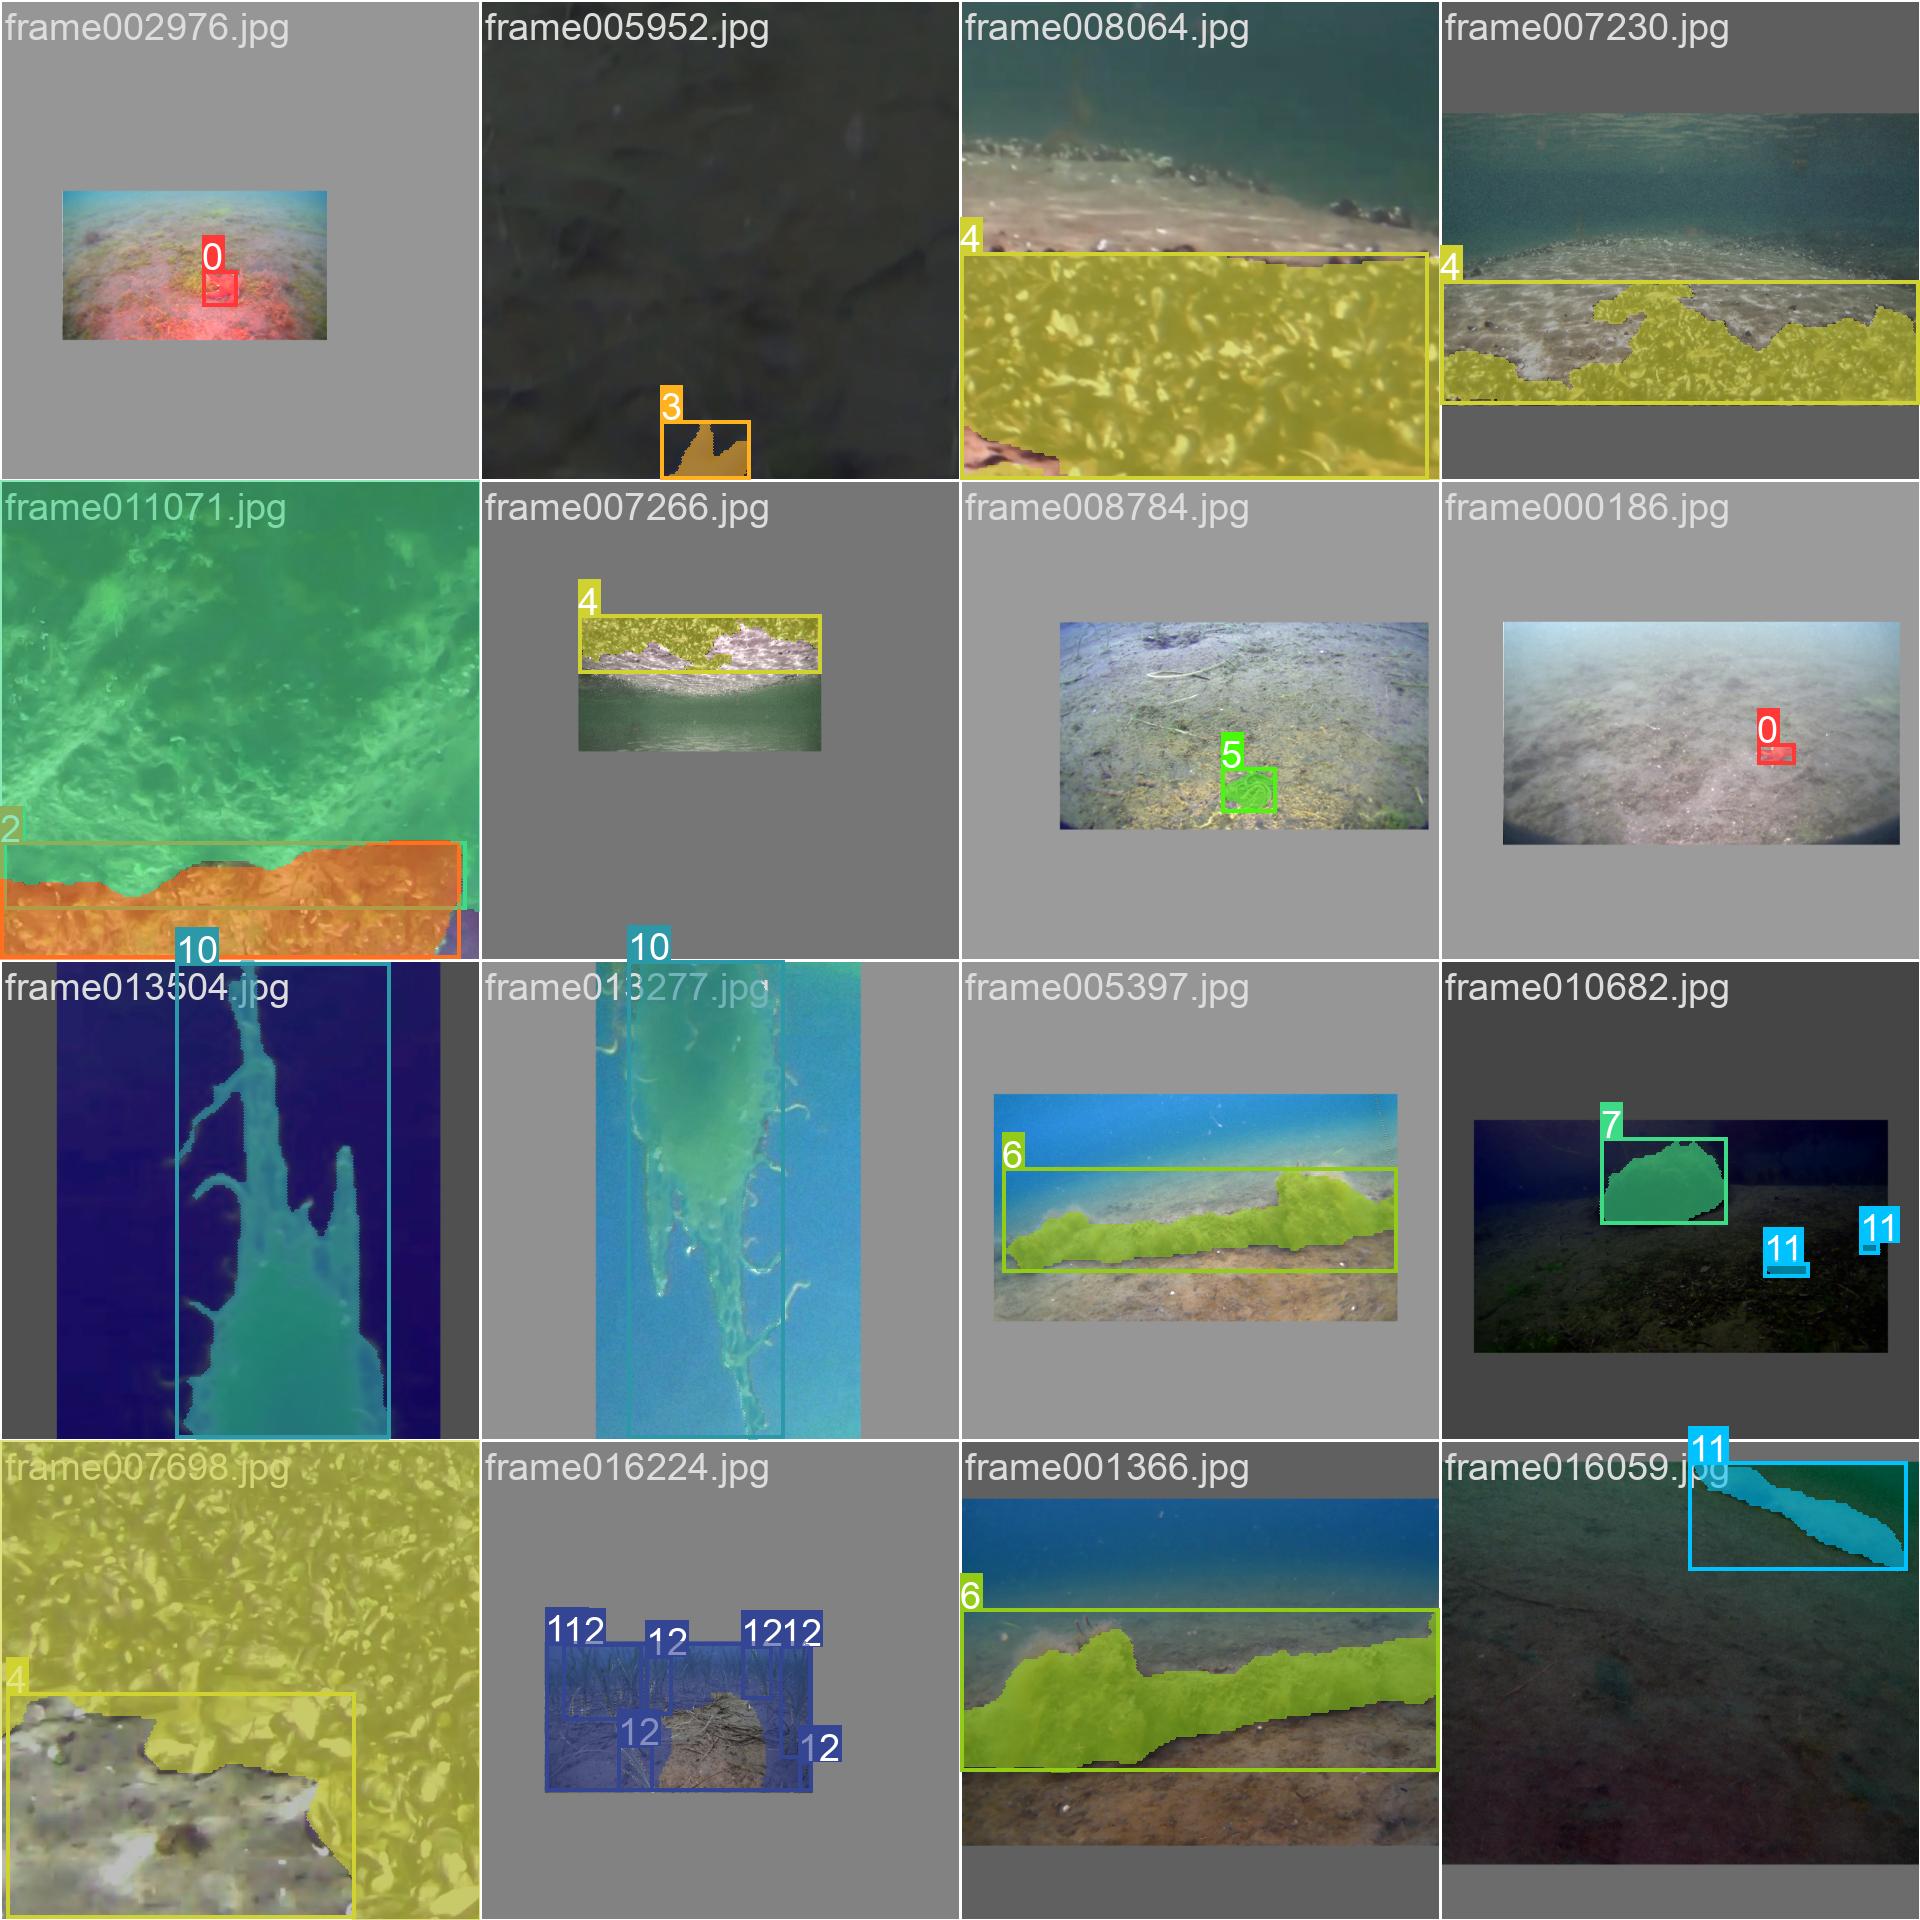 frame002976.jpg
frame005952.jpg
frame008064.jpg
frame007230.jpg
0
3
4
4
frame011071.jpg
frame007266.jpg
frame008784.jpg
frame000186.jpg
4
5
0
2
10
10
frame013504.jpg
frame013277.jpg
frame005397.jpg
frame010682.jpg
6
7
11
11
frame007698.jpg
frame016224.jpg
frame001366.jpg
frame016059.jpg
11
4
112
12
1212
12
12
6